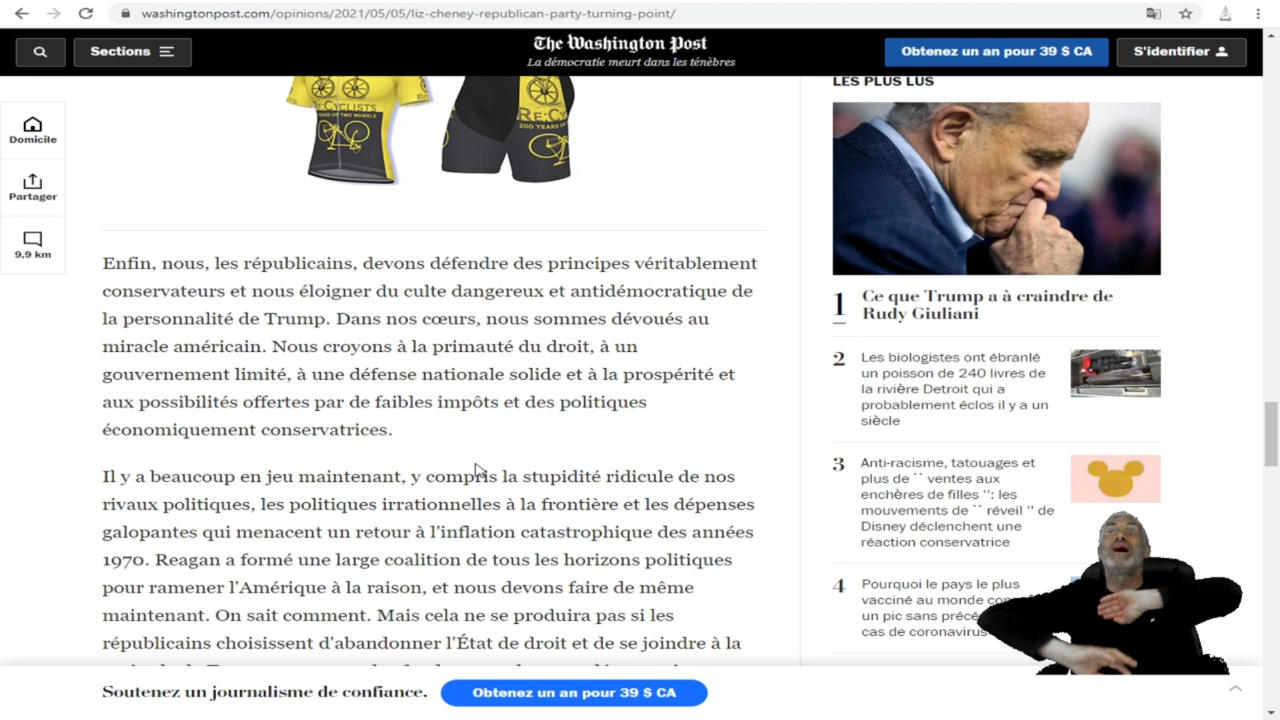 washingtonpost.com/opinions/2021/05/05/liz-cheney-republican-party-turning-point/
Sections
The Washington Post
La démocratie meurt dans les ténèbres
Obtenez un an pour 39 $ CA
S'identifier
Domicile
Partager
9,9 km
RE:CYCLISTS
200 YEARS O
Enfin, nous, les républicains, devons défendre des principes véritablement
conservateurs et nous éloigner du culte dangereux et antidémocratique de
la personnalité de Trump. Dans nos cœurs, nous sommes dévoués au
miracle américain. Nous croyons à la primauté du droit, à un
gouvernement limité, à une défense nationale solide et à la prospérité et
aux possibilités offertes par de faibles impôts et des politiques
économiquement conservatrices.
Il y a beaucoup en jeu maintenant, y compris la stupidité ridicule de nos
rivaux politiques, les politiques irrationnelles à la frontière et les dépenses
galopantes qui menacent un retour à l'inflation catastrophique des années
1970. Reagan a formé une large coalition de tous les horizons politiques
pour ramener l'Amérique à la raison, et nous devons faire de même
maintenant. On sait comment. Mais cela ne se produira pas si les
républicains choisissent d'abandonner l'État de droit et de se joindre à la
LES PLUS LUS
1 Ce que Trump a à craindre de
Rudy Giuliani
2 Les biologistes ont ébranlé
un poisson de 240 livres de
la rivière Detroit qui a
probablement éclos il y a un
siècle
3 Anti-racisme, tatouages et
plus de `` ventes aux
enchères de filles '': les
mouvements de `` réveil '' de
Disney déclenchent une
réaction conservatrice
4 Pourquoi le pays le plus
vacciné au monde
un pic sans
cas de coronavirus
Soutenez un journalisme de confiance.
Obtenez un an pour 39 $ CA